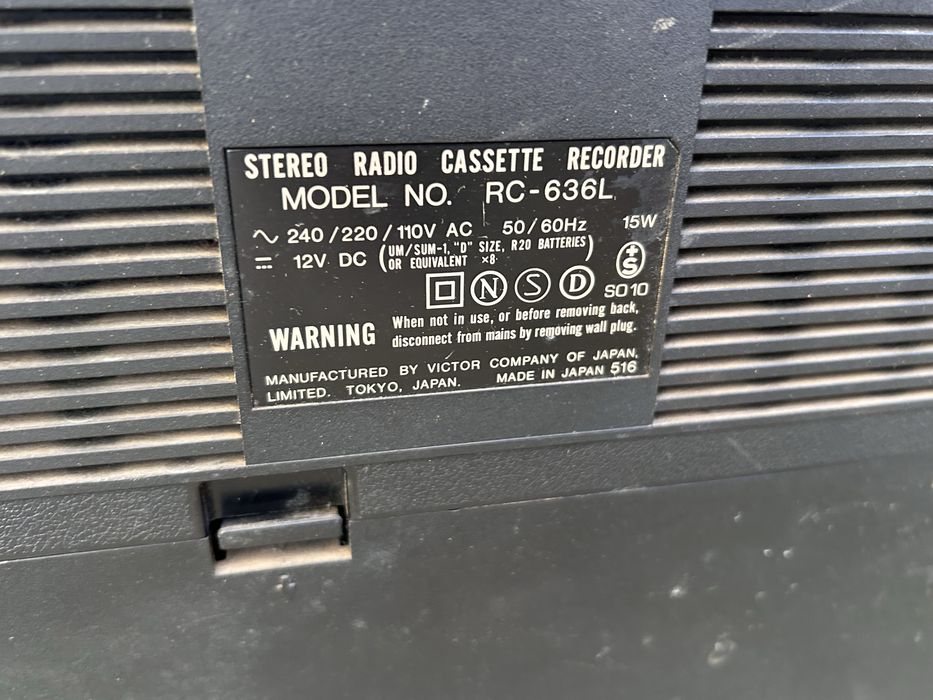 STEREO RADIO CASSETTE RECORDER
MODEL NO. RC-636L
∿ 240/220/110V AC 50/60Hz 15W
⎓ 12V DC (UM/SUM-1, "D" SIZE, R20 BATTERIES)
OR EQUIVALENT ×8
N S D +S SO10
WARNING When not in use, or before removing back,
disconnect from mains by removing wall plug.
MANUFACTURED BY VICTOR COMPANY OF JAPAN,
LIMITED. TOKYO, JAPAN. MADE IN JAPAN 516